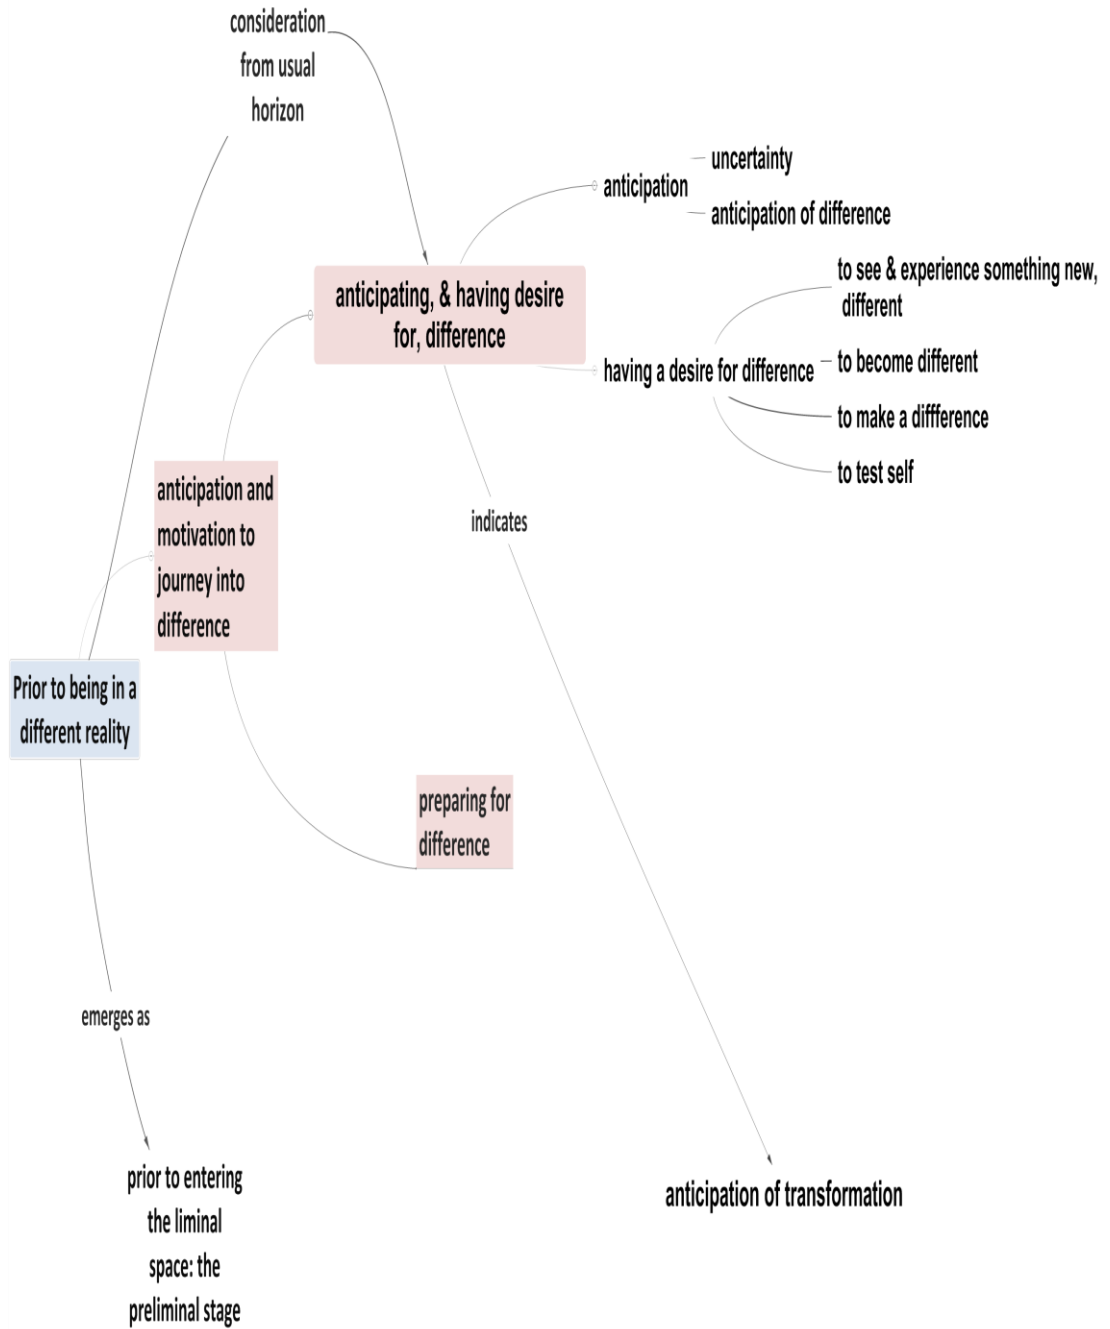 consideration
from usual
horizon
uncertainty
anticipation
anticipation of difference
anticipating, & having desire
for, difference
to see & experience something new,
different
having a desire for difference
to become different
to make a diffference
to test self
anticipation and
motivation to
journey into
difference
indicates
Prior to being in a
different reality
preparing for
difference
emerges as
prior to entering
the liminal
space: the
preliminal stage
anticipation of transformation